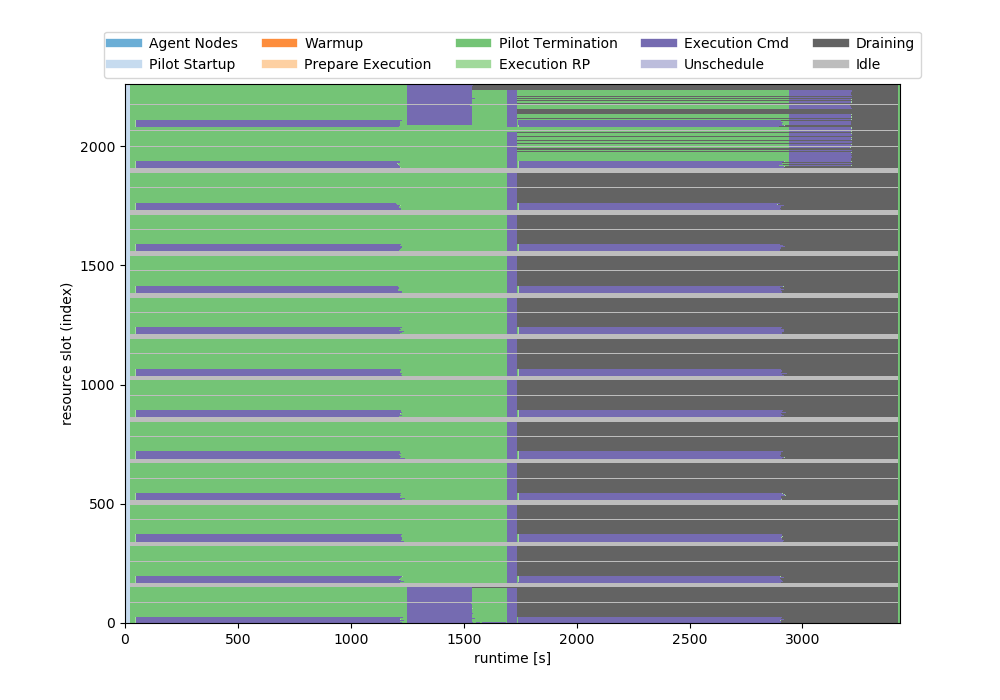 Agent Nodes Warmup Pilot Termination Execution Cmd Draining
Pilot Startup Prepare Execution Execution RP Unschedule Idle
2000
1500
1000
500
0
resource slot (index)
0 500 1000 1500 2000 2500 3000
runtime [s]